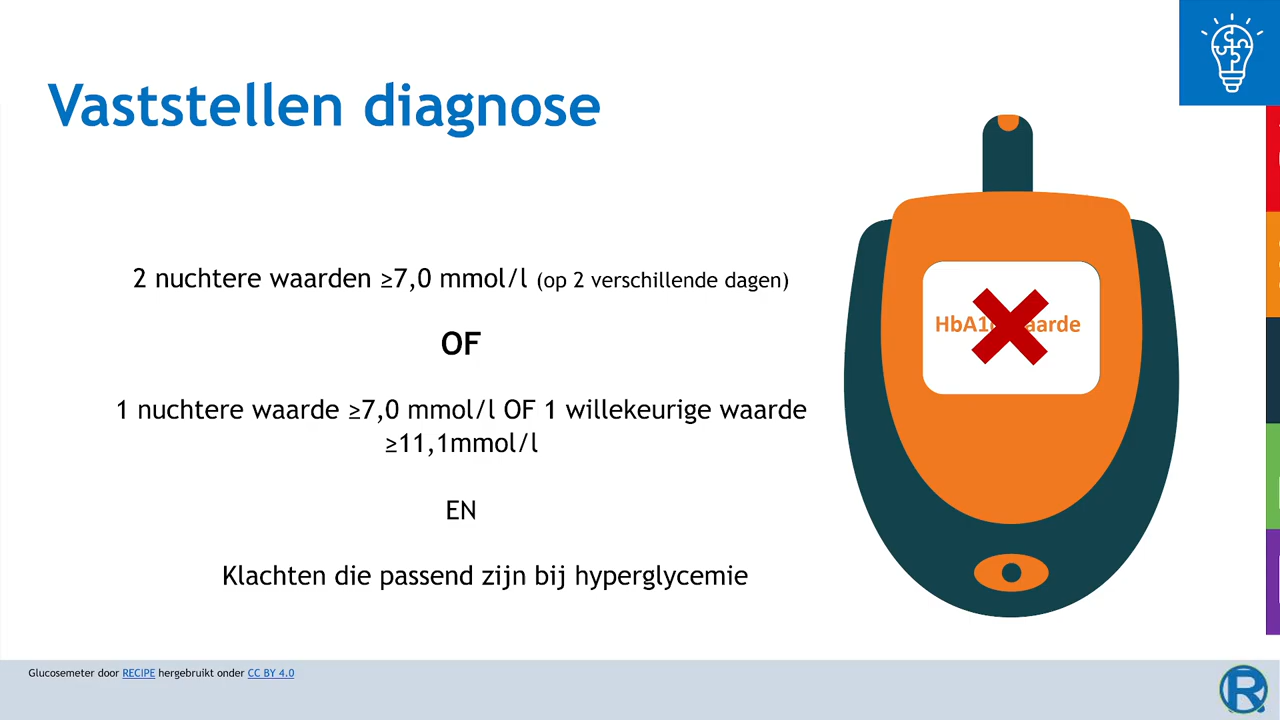 Vaststellen diagnose
2 nuchtere waarden ≥7,0 mmol/l (op 2 verschillende dagen)
OF
1 nuchtere waarde ≥7,0 mmol/l OF 1 willekeurige waarde
≥11,1mmol/l
EN
Klachten die passend zijn bij hyperglycemie
Glucosemeter door RECIPE hergebruikt onder CC BY 4.0
R